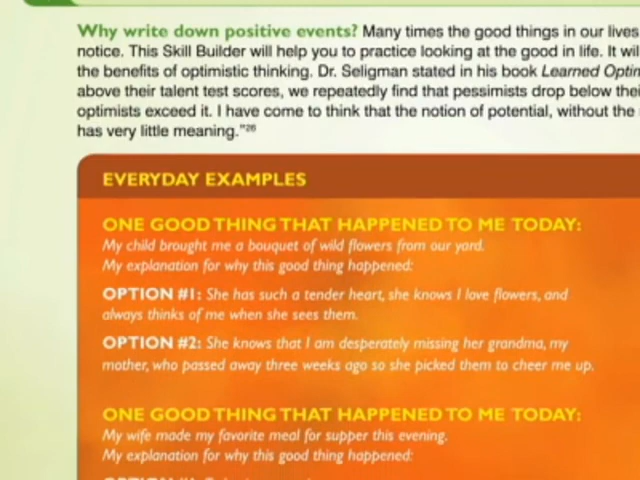 Why write down positive events? Many times the good things in our lives
notice. This Skill Builder will help you to practice looking at the good in life. It wil
the benefits of optimistic thinking. Dr. Seligman stated in his book Learned Optim
above their talent test scores, we repeatedly find that pessimists drop below thei
optimists exceed it. I have come to think that the notion of potential, without the
has very little meaning."²⁶
EVERYDAY EXAMPLES
ONE GOOD THING THAT HAPPENED TO ME TODAY:
My child brought me a bouquet of wild flowers from our yard.
My explanation for why this good thing happened:
OPTION #1: She has such a tender heart, she knows I love flowers, and
always thinks of me when she sees them.
OPTION #2: She knows that I am desperately missing her grandma, my
mother, who passed away three weeks ago so she picked them to cheer me up.
ONE GOOD THING THAT HAPPENED TO ME TODAY:
My wife made my favorite meal for supper this evening.
My explanation for why this good thing happened: